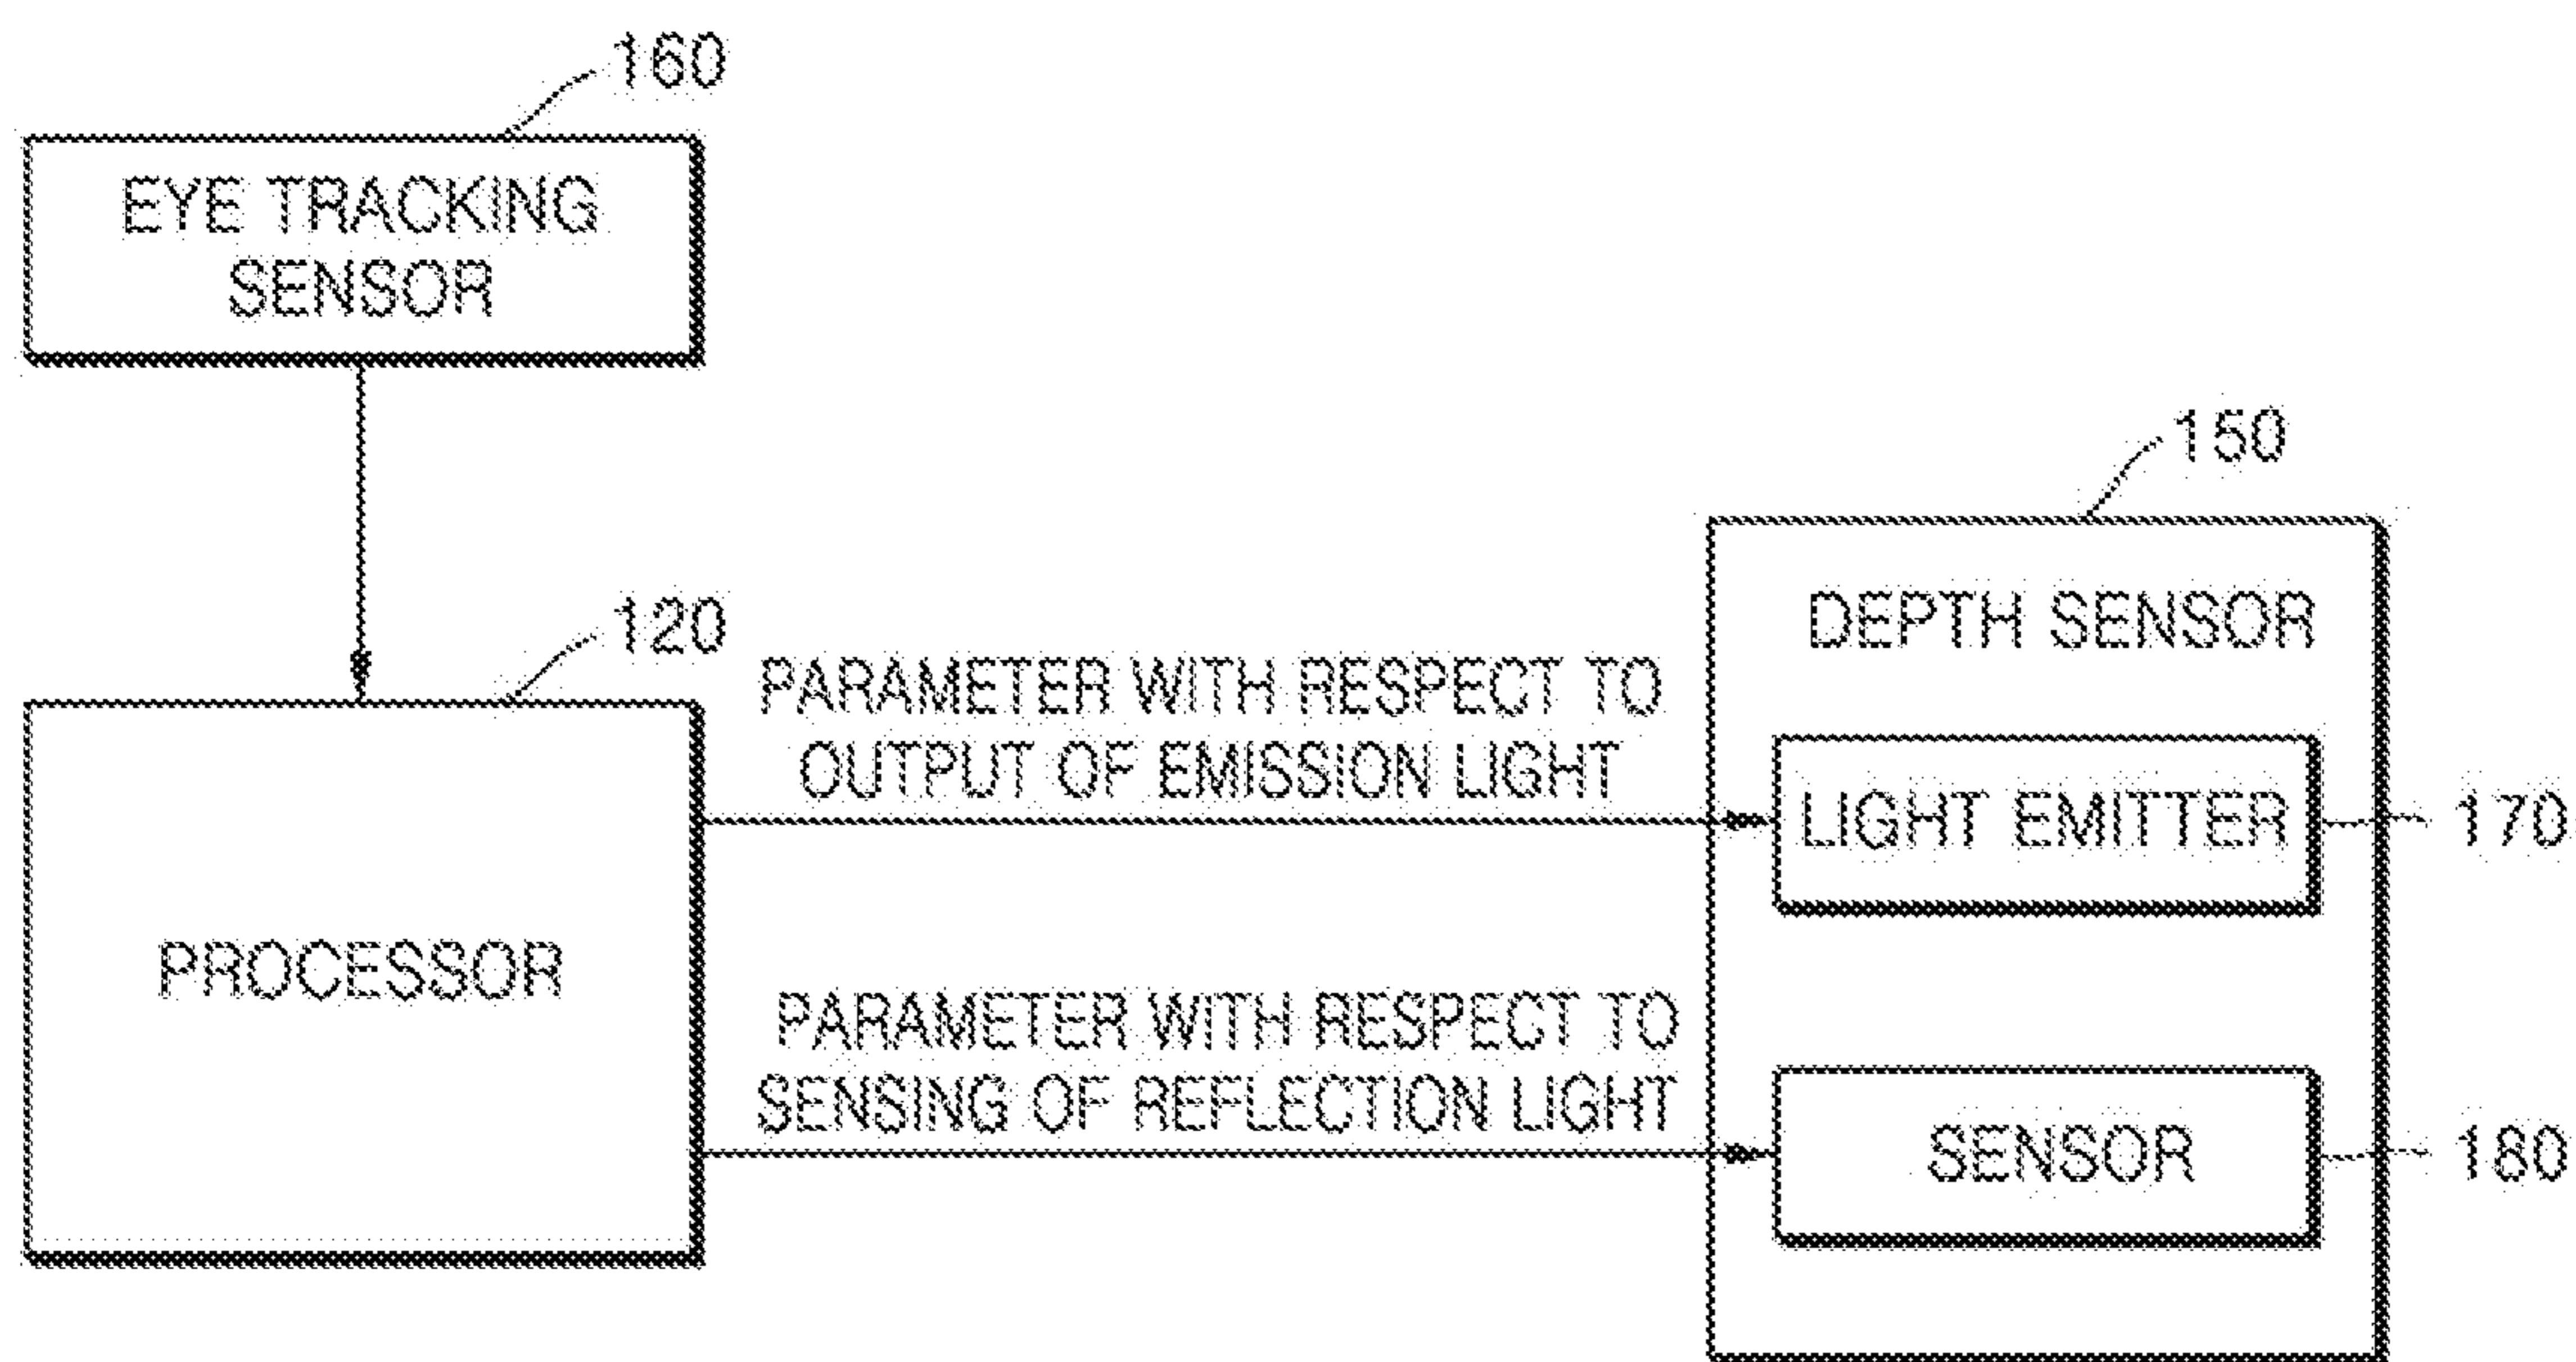 160
EYE TRACKING
SENSOR
150
120
DEPTH SENSOR
PARAMETER WITH RESPECT TO
OUTPUT OF EMISSION LIGHT
LIGHT EMITTER
170
PROCESSOR
PARAMETER WITH RESPECT TO
SENSING OF REFLECTION LIGHT
SENSOR
180